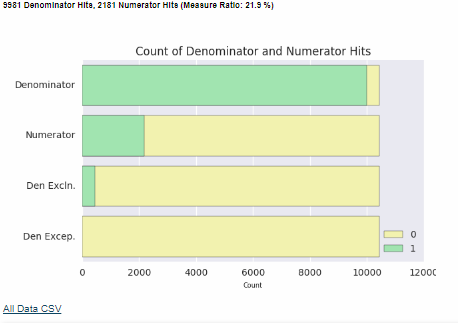 9981 Denominator Hits, 2181 Numerator Hits (Measure Ratio: 21.9 %)
Count of Denominator and Numerator Hits
Denominator
Numerator
Den Excln.
Den Excep.
0
1
0 2000 4000 6000 8000 10000 12000
Count
All Data CSV